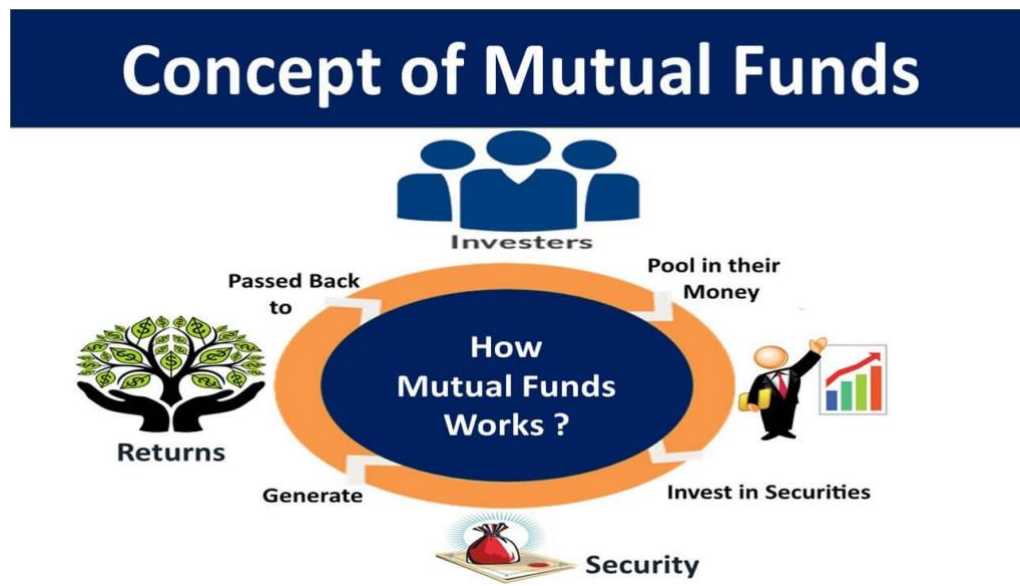 Concept of Mutual Funds
Investers
Pool in their
Money
Passed Back
to
How
Mutual Funds
Works ?
Returns
Generate
Invest in Securities
Security